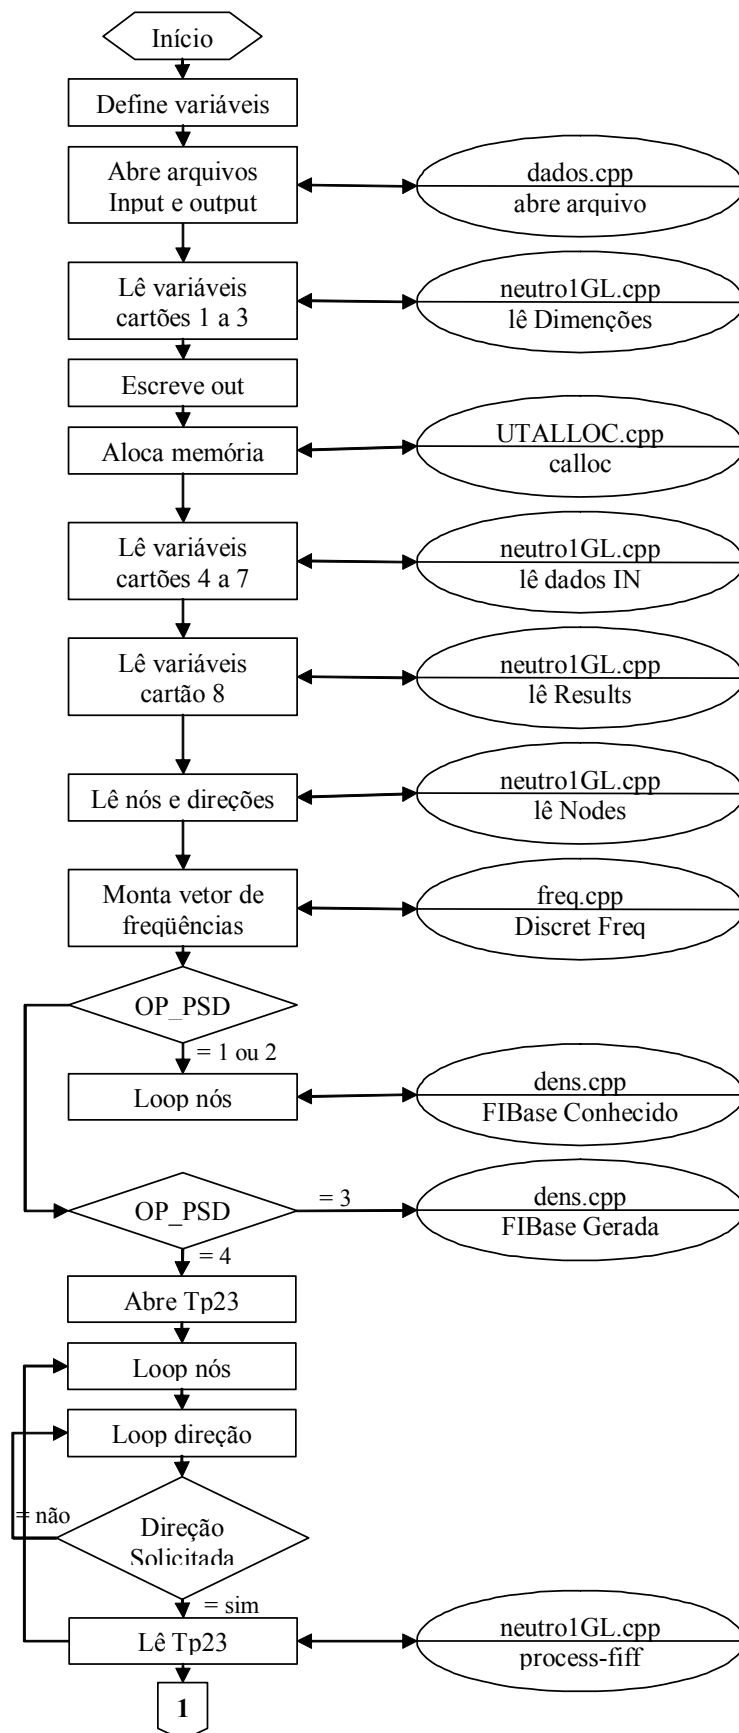 Início
Define variáveis
Abre arquivos
Input e output
dados.cpp
abre arquivo
Lê variáveis
cartões 1 a 3
neutro1GL.cpp
lê Dimenções
Escreve out
Aloca memória
UTALLOC.cpp
calloc
Lê variáveis
cartões 4 a 7
neutro1GL.cpp
lê dados IN
Lê variáveis
cartão 8
neutro1GL.cpp
lê Results
Lê nós e direções
neutro1GL.cpp
lê Nodes
Monta vetor de
freqüências
freq.cpp
Discret Freq
OP_PSD
= 1 ou 2
Loop nós
dens.cpp
FIBase Conhecido
OP_PSD
= 3
dens.cpp
FIBase Gerada
= 4
Abre Tp23
Loop nós
Loop direção
= não
Direção
Solicitada
= sim
Lê Tp23
neutro1GL.cpp
process-fiff
1